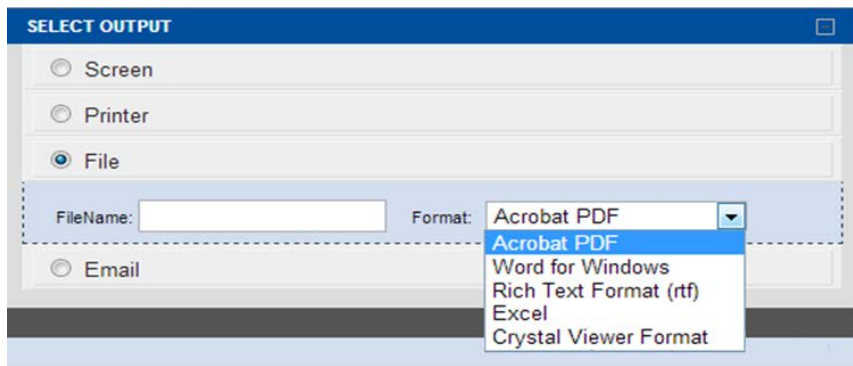 SELECT OUTPUT
Screen
Printer
File
FileName: Format: Acrobat PDF
Acrobat PDF
Word for Windows
Rich Text Format (rtf)
Excel
Crystal Viewer Format
Email